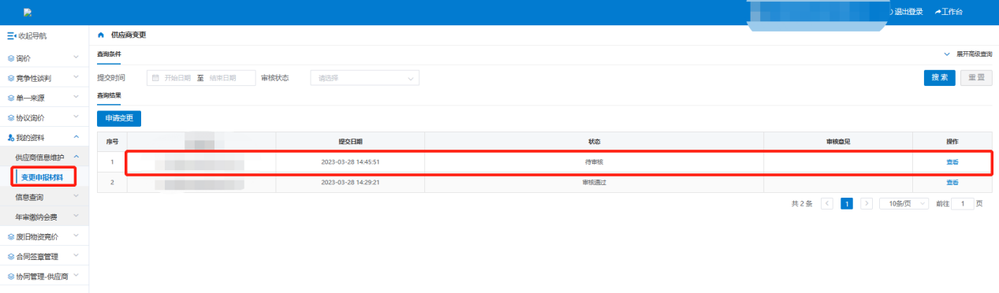 退出登录 工作台
收起导航
供应商变更
询价
查询条件 展开高级查询
竞争性谈判
提交时间 开始日期 至 结束日期 审核状态 请选择 搜索 重置
单一来源
查询结果
协议询价
申请变更
我的资料
序号 提交日期 状态 审核意见 操作
供应商信息维护
1 2023-03-28 14:45:51 待审核 查看
变更申报材料
2 2023-03-28 14:29:21 审核通过 查看
信息查询
共 2 条 1 10条/页 前往 1 页
年审缴纳会费
废旧物资竞价
合同签章管理
协同管理-供应商